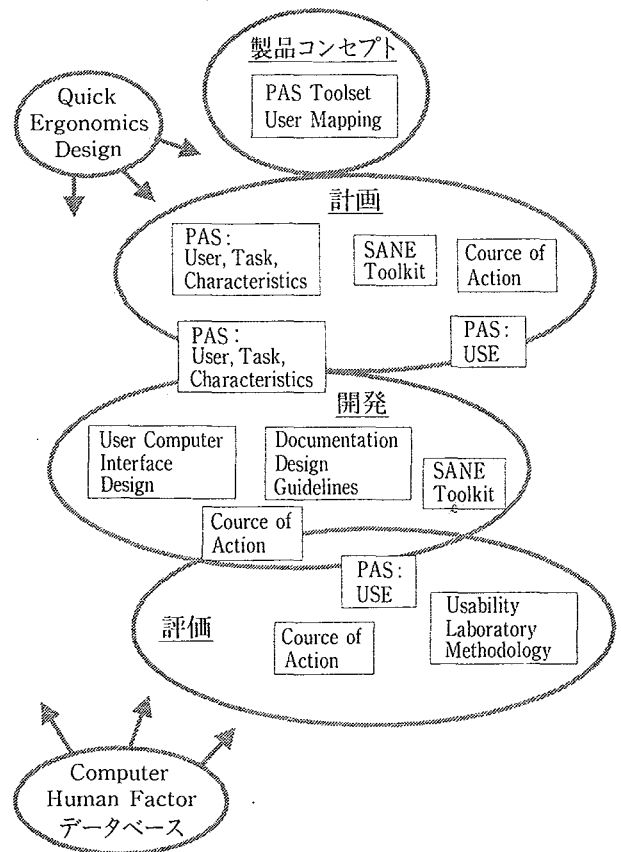 製品コンセプト
PAS Toolset
User Mapping
Quick
Ergonomics
Design
計画
PAS:
User, Task,
Characteristics
SANE
Toolkit
Cource of
Action
PAS:
User, Task,
Characteristics
PAS:
USE
開発
User Computer
Interface
Design
Documentation
Design
Guidelines
SANE
Toolkit
Cource of
Action
PAS:
USE
評価
Cource of
Action
Usability
Laboratory
Methodology
Computer
Human Factor
データベース